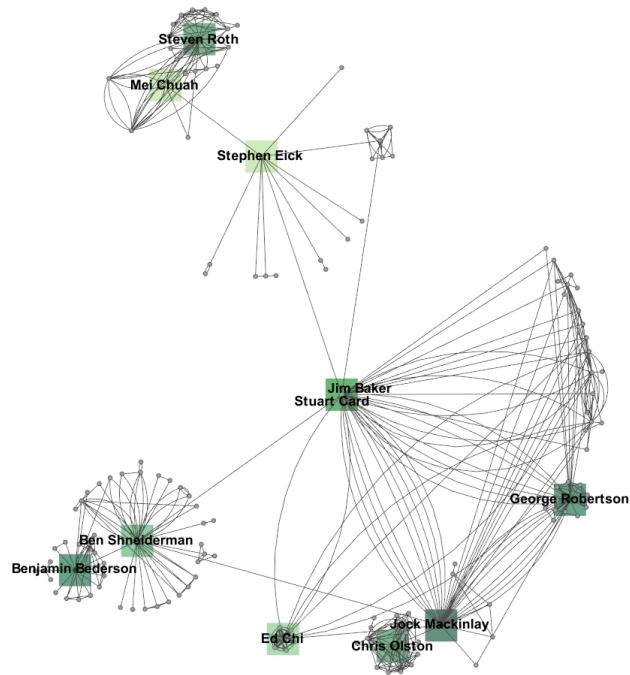 Steven Roth
Mei Chuah
Stephen Eick
Jim Baker
Stuart Card
George Robertson
Ben Shneiderman
Benjamin Bederson
Jock Mackinlay
Ed Chi
Chris Olston